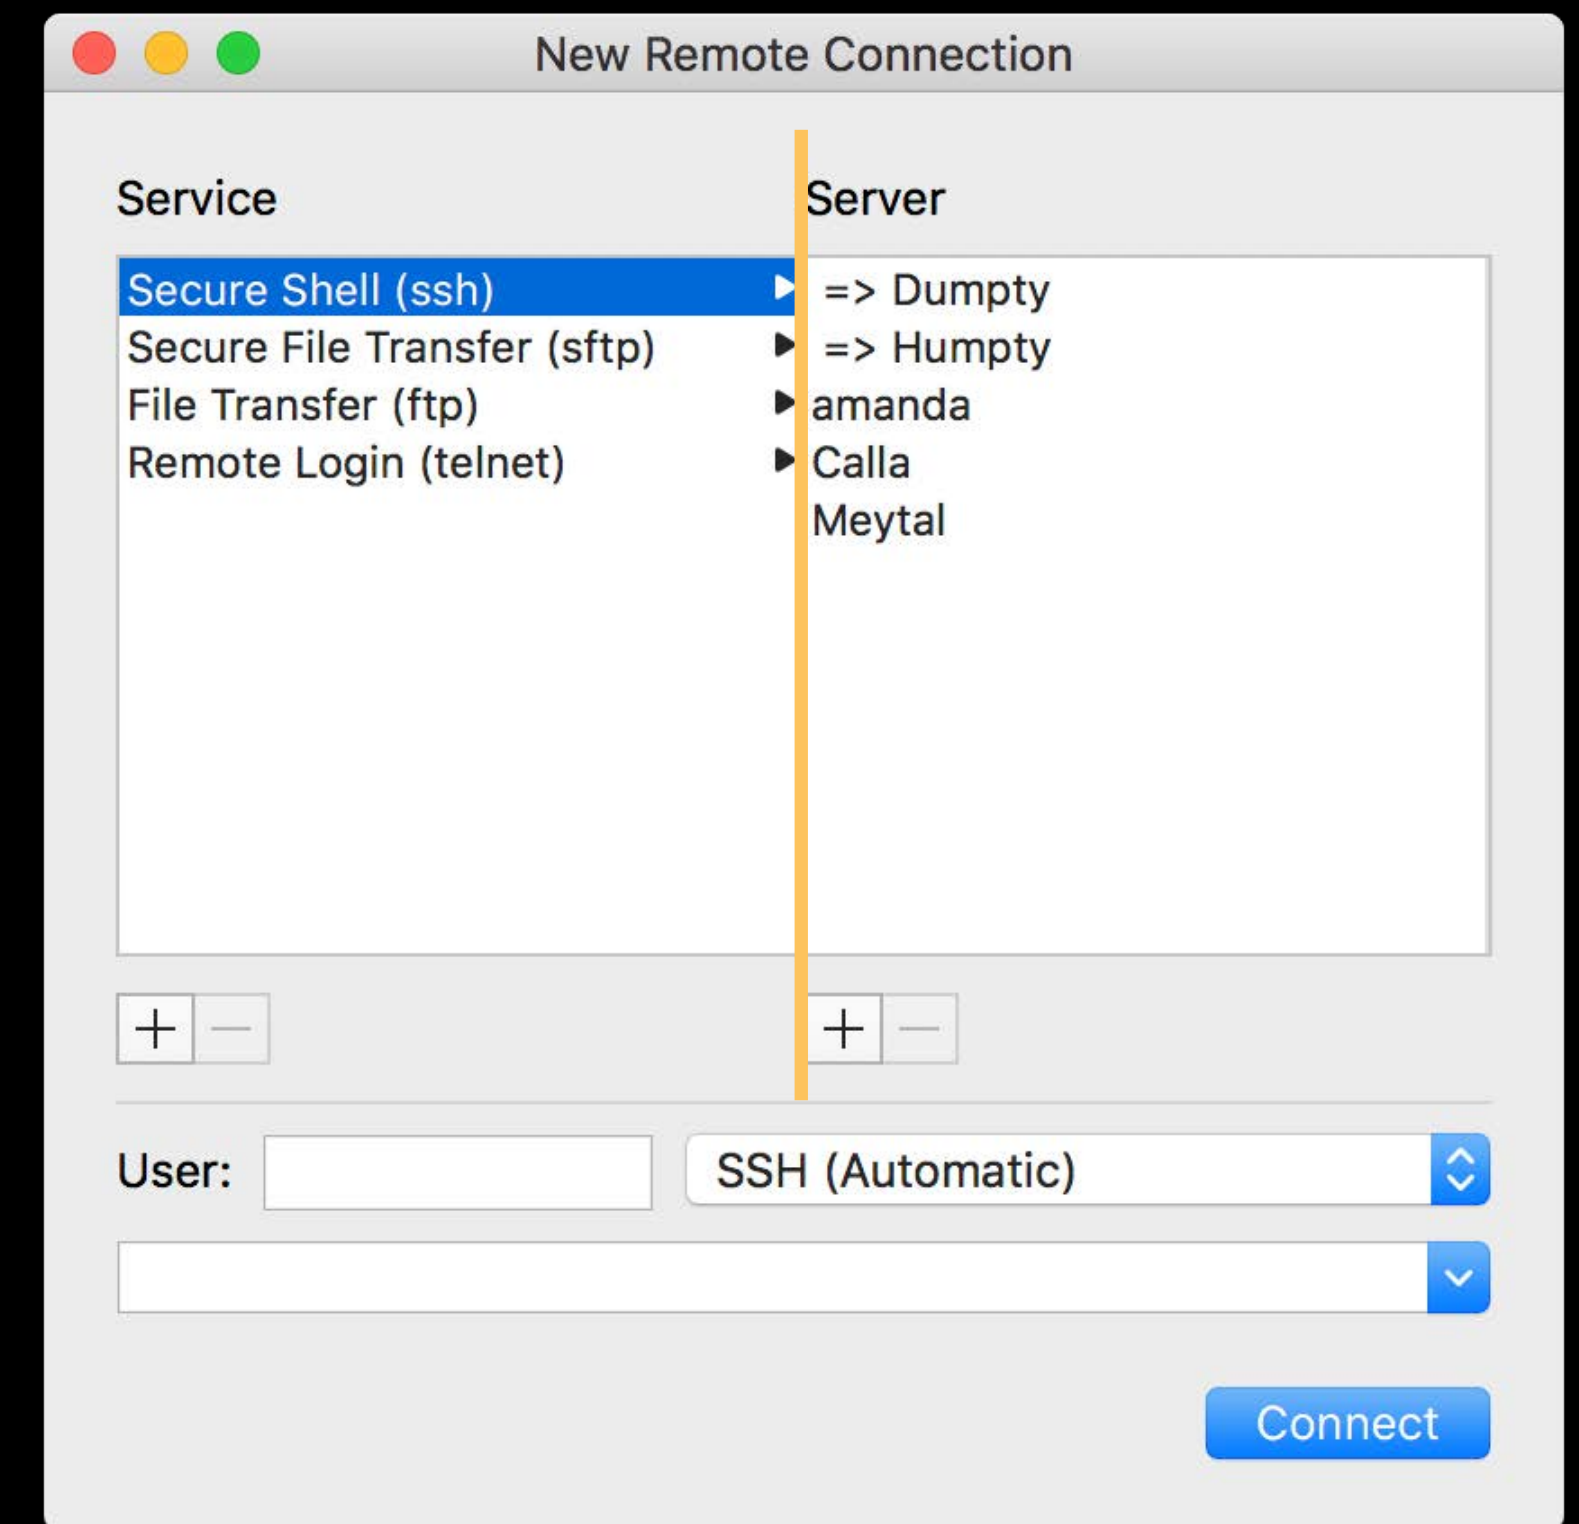 New Remote Connection
Service
Secure Shell (ssh)
Secure File Transfer (sftp)
File Transfer (ftp)
Remote Login (telnet)
Server
=> Dumpty
=> Humpty
amanda
Calla
Meytal
User:
SSH (Automatic)
Connect